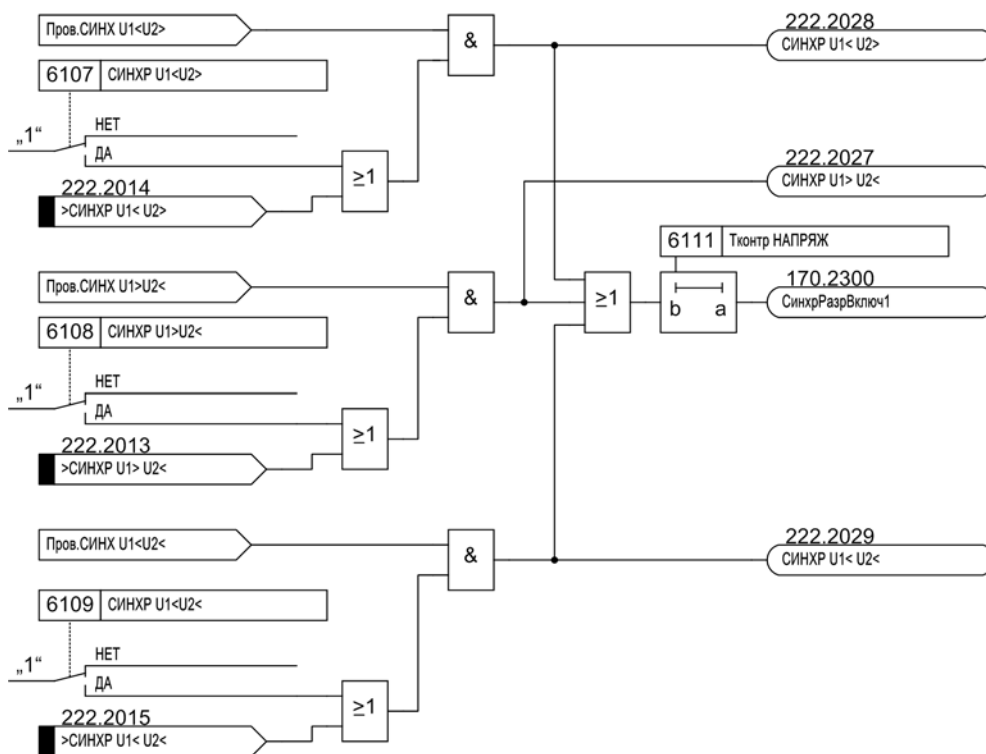 Пров.СИНХ U1<U2>
&
222.2028
СИНХР U1< U2>
6107 СИНХР U1<U2>
„1“
НЕТ
ДА
≥1
222.2014
>СИНХР U1< U2>
222.2027
СИНХР U1> U2<
6111 Тконтр НАПРЯЖ
Пров.СИНХ U1>U2<
&
≥1
b a
170.2300
СинхрРазрВключ1
6108 СИНХР U1>U2<
„1“
НЕТ
ДА
≥1
222.2013
>СИНХР U1> U2<
Пров.СИНХ U1<U2<
&
222.2029
СИНХР U1< U2<
6109 СИНХР U1<U2<
„1“
НЕТ
ДА
≥1
222.2015
>СИНХР U1< U2<